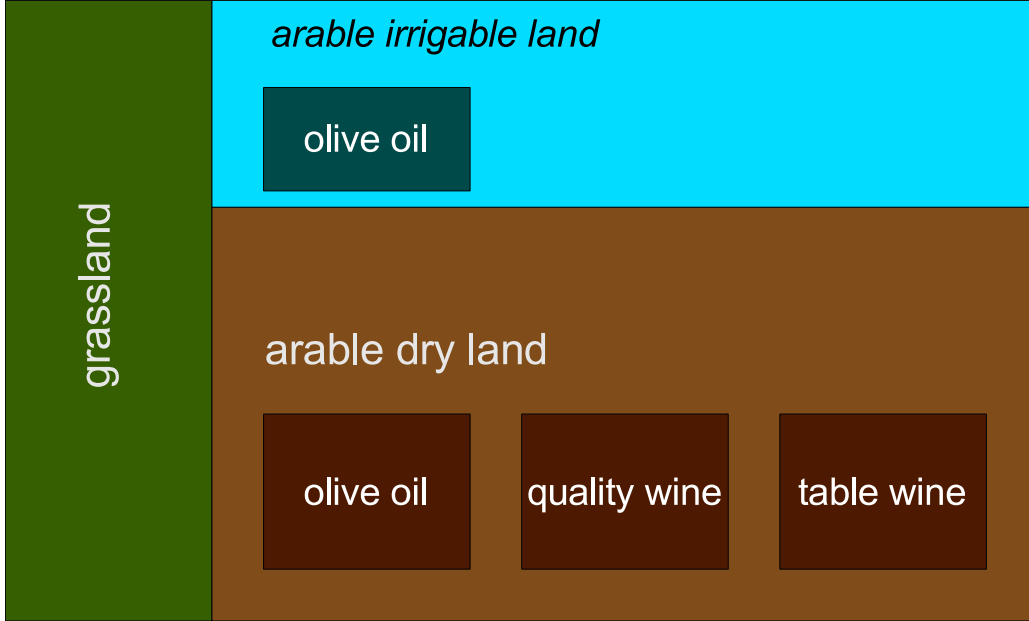 grassland
arable irrigable land
olive oil
arable dry land
olive oil
quality wine
table wine